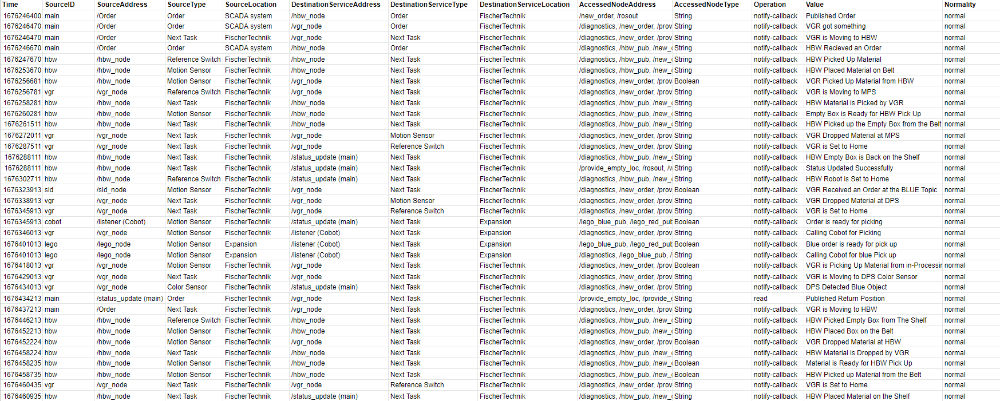 Time SourceID SourceAddress SourceType SourceLocation DestinationServiceAddress DestinationServiceType DestinationServiceLocation AccessedNodeAddress AccessedNodeType Operation Value Normality
1676246400 main /Order Order SCADA system /hbw_node Order FischerTechnik /new_order, /rosout String notify-callback Published Order normal
1676246470 main /Order Order SCADA system /vgr_node Order FischerTechnik /diagnostics, /new_order, /prov String notify-callback VGR got something normal
1676246470 main /Order Next Task FischerTechnik /vgr_node Next Task FischerTechnik /diagnostics, /new_order, /prov String notify-callback VGR is Moving to HBW normal
1676246670 main /Order Order SCADA system /hbw_node Order FischerTechnik /diagnostics, /hbw_pub, /new_ String notify-callback HBW Recieved an Order normal
1676247670 hbw /hbw_node Reference Switch FischerTechnik /hbw_node Next Task FischerTechnik /diagnostics, /hbw_pub, /new_ String notify-callback HBW Picked Up Material normal
1676253670 hbw /hbw_node Motion Sensor FischerTechnik /hbw_node Next Task FischerTechnik /diagnostics, /hbw_pub, /new_ String notify-callback HBW Placed Material on Belt normal
1676256681 hbw /hbw_node Motion Sensor FischerTechnik /vgr_node Next Task FischerTechnik /diagnostics, /new_order, /prov Boolean notify-callback VGR Picked Up Material from HBW normal
1676256781 vgr /vgr_node Reference Switch FischerTechnik /vgr_node Next Task FischerTechnik /diagnostics, /new_order, /prov String notify-callback VGR is Moving to MPS normal
1676258281 hbw /hbw_node Next Task FischerTechnik /hbw_node Next Task FischerTechnik /diagnostics, /hbw_pub, /new_ String notify-callback HBW Material is Picked by VGR normal
1676260281 hbw /hbw_node Motion Sensor FischerTechnik /hbw_node Next Task FischerTechnik /diagnostics, /hbw_pub, /new_ String notify-callback Empty Box is Ready for HBW Pick Up normal
1676261511 hbw /hbw_node Next Task FischerTechnik /hbw_node Next Task FischerTechnik /diagnostics, /hbw_pub, /new_ String notify-callback HBW Picked up the Empty Box from the Belt normal
1676272011 vgr /vgr_node Next Task FischerTechnik /vgr_node Motion Sensor FischerTechnik /diagnostics, /new_order, /prov String notify-callback VGR Dropped Material at MPS normal
1676287511 vgr /vgr_node Next Task FischerTechnik /vgr_node Reference Switch FischerTechnik /diagnostics, /new_order, /prov String notify-callback VGR is Set to Home normal
1676288111 hbw /hbw_node Next Task FischerTechnik /status_update (main) Next Task FischerTechnik /diagnostics, /hbw_pub, /new_ String notify-callback HBW Empty Box is Back on the Shelf normal
1676288111 hbw /hbw_node Next Task FischerTechnik /status_update (main) Next Task FischerTechnik /provide_empty_loc, /rosout, /v String notify-callback Status Updated Successfully normal
1676302711 hbw /hbw_node Reference Switch FischerTechnik /status_update (main) Next Task FischerTechnik /diagnostics, /hbw_pub, /new_ String notify-callback HBW Robot is Set to Home normal
1676323913 sld /sld_node Motion Sensor FischerTechnik /vgr_node Next Task FischerTechnik /diagnostics, /new_order, /prov Boolean notify-callback VGR Received an Order at the BLUE Topic normal
1676338913 vgr /vgr_node Next Task FischerTechnik /vgr_node Motion Sensor FischerTechnik /diagnostics, /new_order, /prov String notify-callback VGR Dropped Material at DPS normal
1676345913 vgr /vgr_node Next Task FischerTechnik /vgr_node Reference Switch FischerTechnik /diagnostics, /new_order, /prov String notify-callback VGR is Set to Home normal
1676345913 cobot /listener (Cobot) Motion Sensor FischerTechnik /status_update (main) Next Task Expansion /lego_blue_pub, /lego_red_pub Boolean notify-callback Order is ready for picking normal
1676346013 vgr /vgr_node Motion Sensor FischerTechnik /listener (Cobot) Next Task Expansion /diagnostics, /new_order, /prov String notify-callback Calling Cobot for Picking normal
1676401013 lego /lego_node Motion Sensor Expansion /listener (Cobot) Next Task Expansion /lego_blue_pub, /lego_red_pub Boolean notify-callback Blue order is ready for pick up normal
1676401013 lego /lego_node Motion Sensor Expansion /listener (Cobot) Next Task Expansion /diagnostics, /lego_blue_pub, / String notify-callback Calling Cobot for blue Pick up normal
1676418013 vgr /vgr_node Motion Sensor FischerTechnik /vgr_node Next Task FischerTechnik /diagnostics, /new_order, /prov Boolean notify-callback VGR is Picking Up Material from in-Processir normal
1676429013 vgr /vgr_node Next Task FischerTechnik /vgr_node Next Task FischerTechnik /diagnostics, /new_order, /prov String notify-callback VGR is Moving to DPS Color Sensor normal
1676434013 vgr /vgr_node Color Sensor FischerTechnik /status_update (main) Next Task FischerTechnik /diagnostics, /new_order, /prov String notify-callback DPS Detected Blue Object normal
1676434213 main /status_update (main) Order FischerTechnik /vgr_node Next Task FischerTechnik /provide_empty_loc, /provide_e String read Published Return Position normal
1676437213 main /Order Next Task FischerTechnik /vgr_node Next Task FischerTechnik /diagnostics, /new_order, /prov String notify-callback VGR is Moving to HBW normal
1676446213 hbw /hbw_node Reference Switch FischerTechnik /hbw_node Next Task FischerTechnik /diagnostics, /hbw_pub, /new_ String notify-callback HBW Picked Empty Box from The Shelf normal
1676452213 hbw /hbw_node Motion Sensor FischerTechnik /hbw_node Next Task FischerTechnik /diagnostics, /hbw_pub, /new_ String notify-callback HBW Placed Box on the Belt normal
1676452224 hbw /hbw_node Motion Sensor FischerTechnik /vgr_node Next Task FischerTechnik /diagnostics, /new_order, /prov Boolean notify-callback VGR Dropped Material at HBW normal
1676458224 hbw /hbw_node Next Task FischerTechnik /hbw_node Next Task FischerTechnik /diagnostics, /hbw_pub, /new_ String notify-callback HBW Material is Dropped by VGR normal
1676458235 hbw /hbw_node Motion Sensor FischerTechnik /hbw_node Next Task FischerTechnik /diagnostics, /hbw_pub, /new_ Boolean notify-callback Material is Ready for HBW Pick Up normal
1676458735 hbw /hbw_node Motion Sensor FischerTechnik /hbw_node Next Task FischerTechnik /diagnostics, /hbw_pub, /new_ Boolean notify-callback HBW Picked up Material from the Belt normal
1676460435 vgr /vgr_node Next Task FischerTechnik /vgr_node Reference Switch FischerTechnik /diagnostics, /new_order, /prov String notify-callback VGR is Set to Home normal
1676460935 hbw /hbw_node Next Task FischerTechnik /status_update (main) Next Task FischerTechnik /diagnostics, /hbw_pub, /new_ String notify-callback HBW Placed Material on the Shelf normal